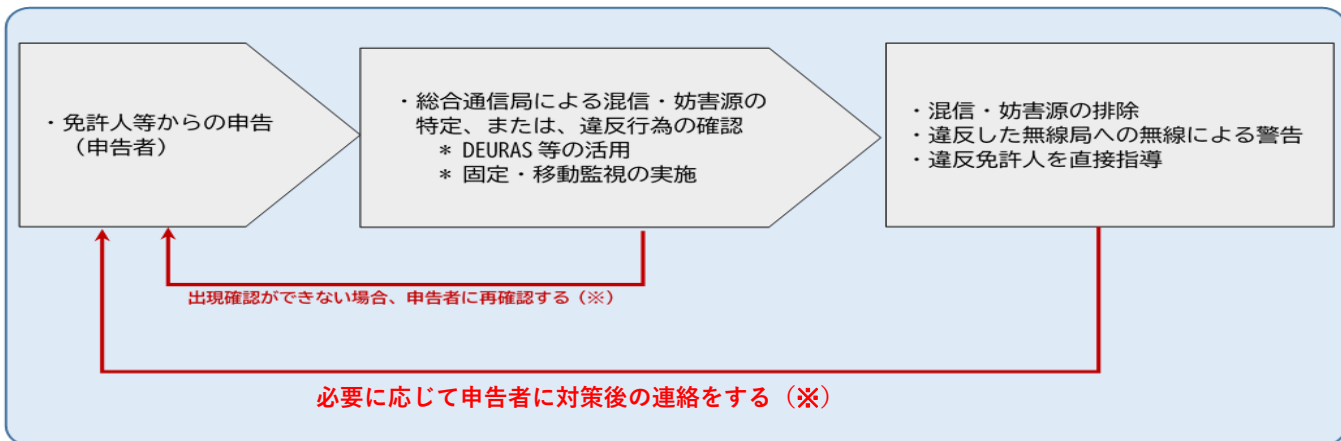 ・免許人等からの申告
（申告者）
・総合通信局による混信・妨害源の
特定、または、違反行為の確認
＊ DEURAS 等の活用
＊ 固定・移動監視の実施
・混信・妨害源の排除
・違反した無線局への無線による警告
・違反免許人を直接指導
出現確認ができない場合、申告者に再確認する（※）
必要に応じて申告者に対策後の連絡をする（※）